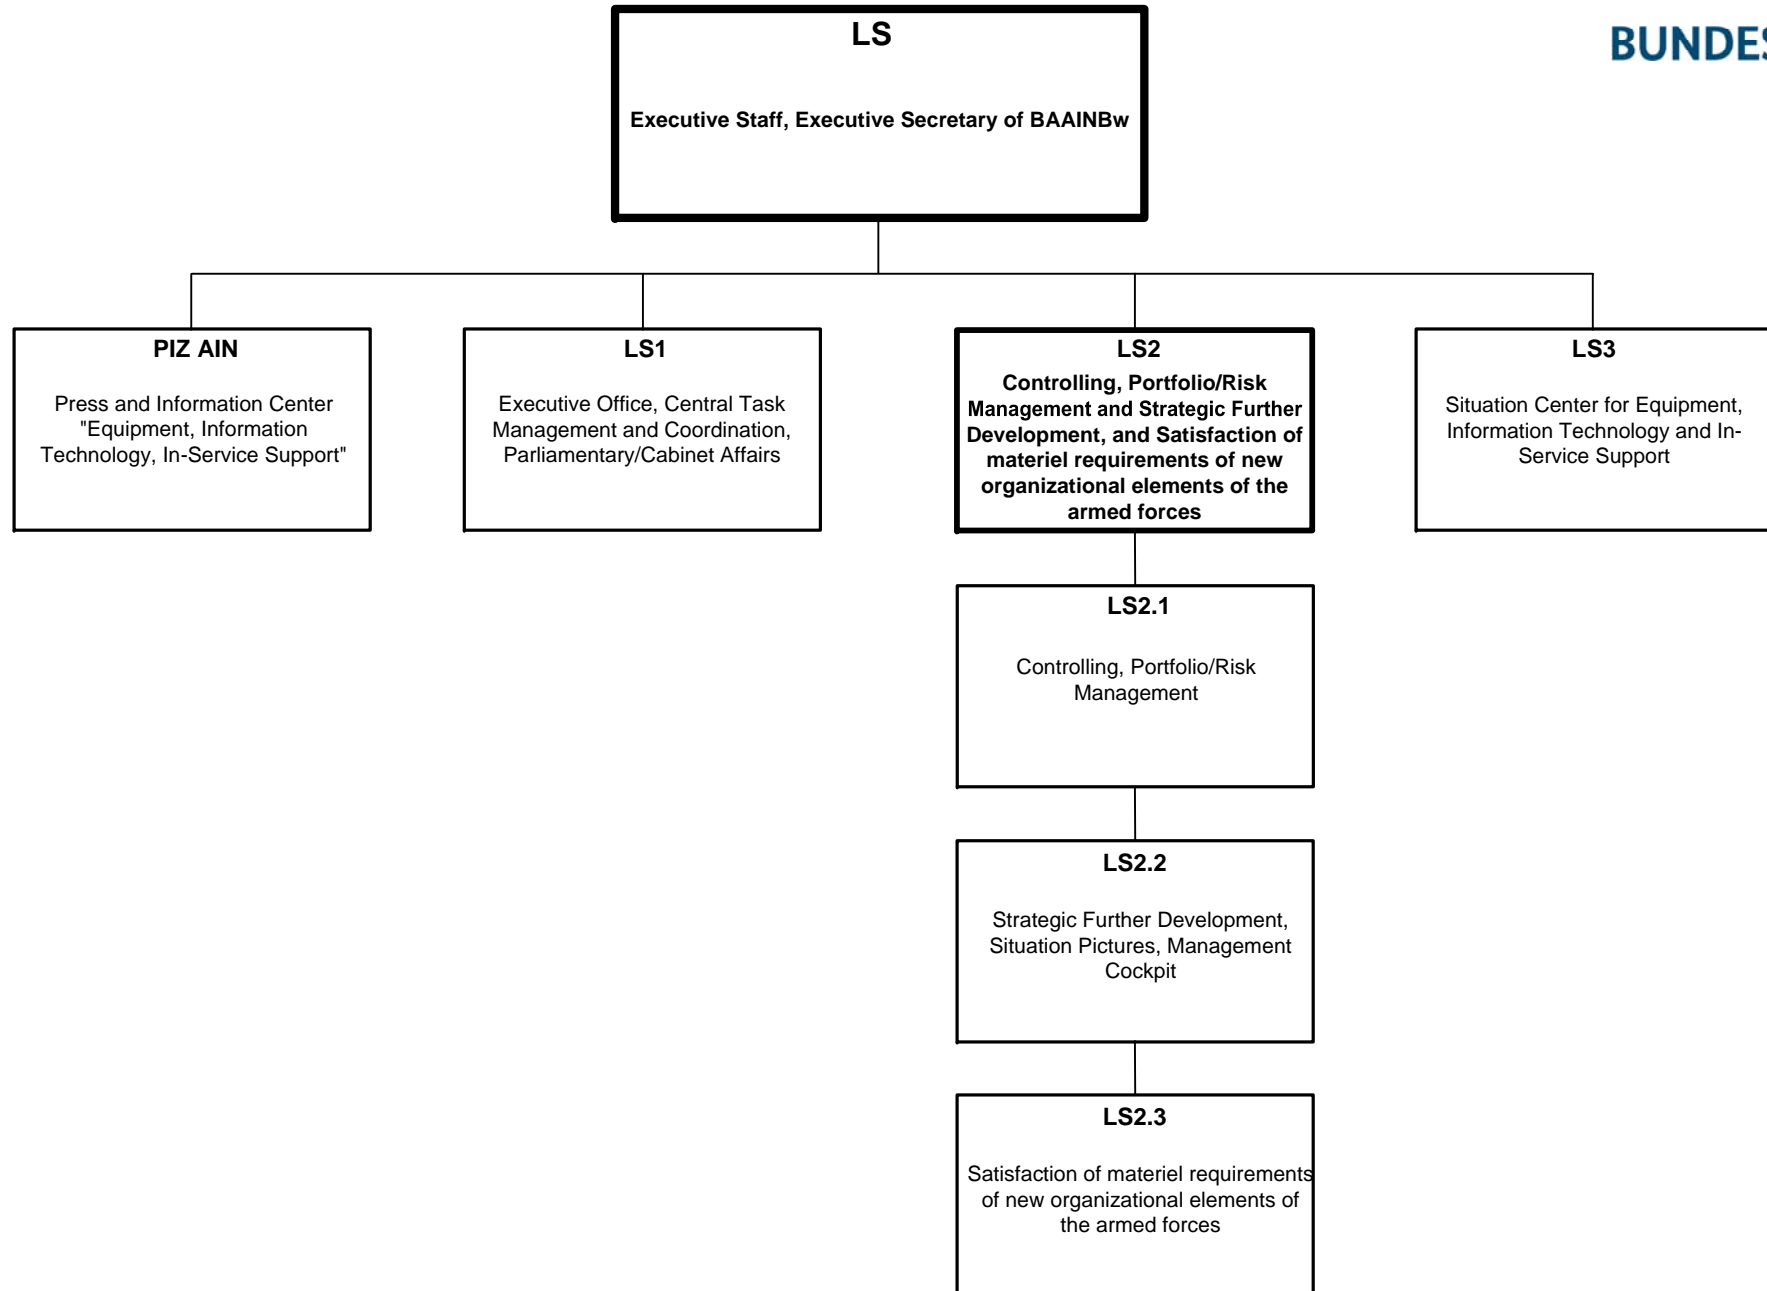 LS
Executive Staff, Executive Secretary of BAAINBw
BUNDES
PIZ AIN
Press and Information Center
"Equipment, Information
Technology, In-Service Support"
LS1
Executive Office, Central Task
Management and Coordination,
Parliamentary/Cabinet Affairs
LS2
Controlling, Portfolio/Risk
Management and Strategic Further
Development, and Satisfaction of
materiel requirements of new
organizational elements of the
armed forces
LS3
Situation Center for Equipment,
Information Technology and In-
Service Support
LS2.1
Controlling, Portfolio/Risk
Management
LS2.2
Strategic Further Development,
Situation Pictures, Management
Cockpit
LS2.3
Satisfaction of materiel requirements
of new organizational elements of
the armed forces